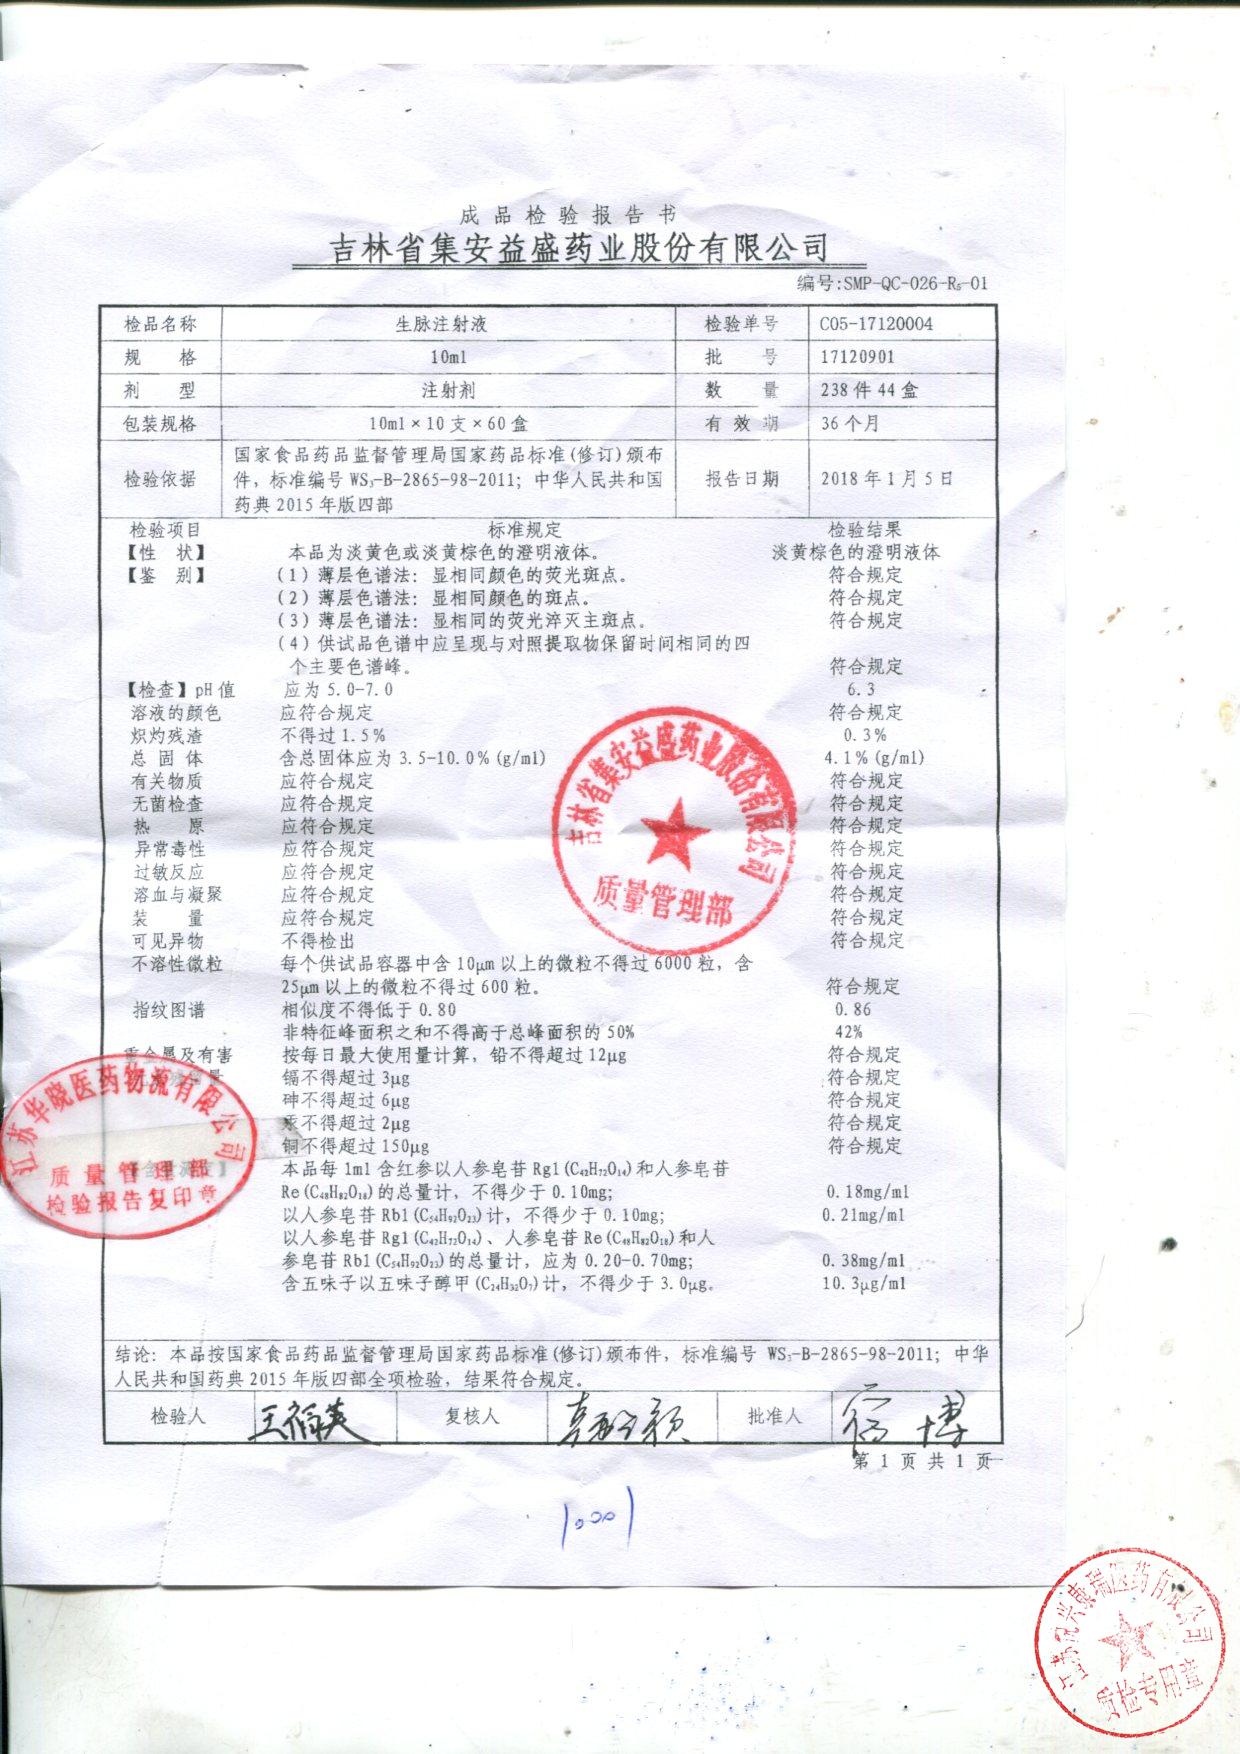 成品检验报告书
吉林省集安益盛药业股份有限公司
编号:SMP-QC-026-R₅-01
检品名称 生脉注射液 检验单号 C05-17120004
规 格 10ml 批 号 17120901
剂 型 注射剂 数 量 238件44盒
包装规格 10ml×10支×60盒 有效期 36个月
国家食品药品监督管理局国家药品标准(修订)颁布
检验依据 件，标准编号 WS₃-B-2865-98-2011；中华人民共和国 报告日期 2018年1月5日
药典2015年版四部
检验项目 标准规定 检验结果
【性 状】 本品为淡黄色或淡黄棕色的澄明液体。 淡黄棕色的澄明液体
【鉴 别】 (1)薄层色谱法：显相同颜色的荧光斑点。 符合规定
(2)薄层色谱法：显相同颜色的斑点。 符合规定
(3)薄层色谱法：显相同的荧光淬灭主斑点。 符合规定
(4)供试品色谱中应呈现与对照提取物保留时间相同的四
个主要色谱峰。 符合规定
【检查】pH值 应为5.0-7.0 6.3
溶液的颜色 应符合规定 符合规定
炽灼残渣 不得过1.5% 0.3%
总 固 体 含总固体应为3.5-10.0%(g/ml) 4.1%(g/ml)
有关物质 应符合规定 符合规定
无菌检查 应符合规定 符合规定
热 原 应符合规定 符合规定
异常毒性 应符合规定 符合规定
过敏反应 应符合规定 符合规定
溶血与凝聚 应符合规定 符合规定
装 量 应符合规定 符合规定
可见异物 不得检出 符合规定
不溶性微粒 每个供试品容器中含10μm以上的微粒不得过6000粒，含
25μm以上的微粒不得过600粒。 符合规定
指纹图谱 相似度不得低于0.80 0.86
非特征峰面积之和不得高于总峰面积的50% 42%
重金属及有害 按每日最大使用量计算，铅不得超过12μg 符合规定
镉不得超过3μg 符合规定
砷不得超过6μg 符合规定
汞不得超过2μg 符合规定
铜不得超过150μg 符合规定
本品每1ml含红参以人参皂苷Rg1(C₄₂H₇₂O₁₄)和人参皂苷
Re(C₄₈H₈₂O₁₈)的总量计，不得少于0.10mg; 0.18mg/ml
以人参皂苷Rb1(C₅₄H₉₂O₂₃)计，不得少于0.10mg; 0.21mg/ml
以人参皂苷Rg1(C₄₂H₇₂O₁₄)、人参皂苷Re(C₄₈H₈₂O₁₈)和人
参皂苷Rb1(C₅₄H₉₂O₂₃)的总量计，应为0.20-0.70mg; 0.38mg/ml
含五味子以五味子醇甲(C₂₄H₃₂O₇)计，不得少于3.0μg。 10.3μg/ml
结论：本品按国家食品药品监督管理局国家药品标准(修订)颁布件，标准编号 WS₃-B-2865-98-2011；中华
人民共和国药典2015年版四部全项检验，结果符合规定。
检验人 王福英 复核人 批准人 宿博
第 1 页 共 1 页
吉林省集安益盛药业股份有限公司
质量管理部
江苏华晓医药物流有限公司
质量管理部
检验报告复印章
医药有限公司
质检专用章